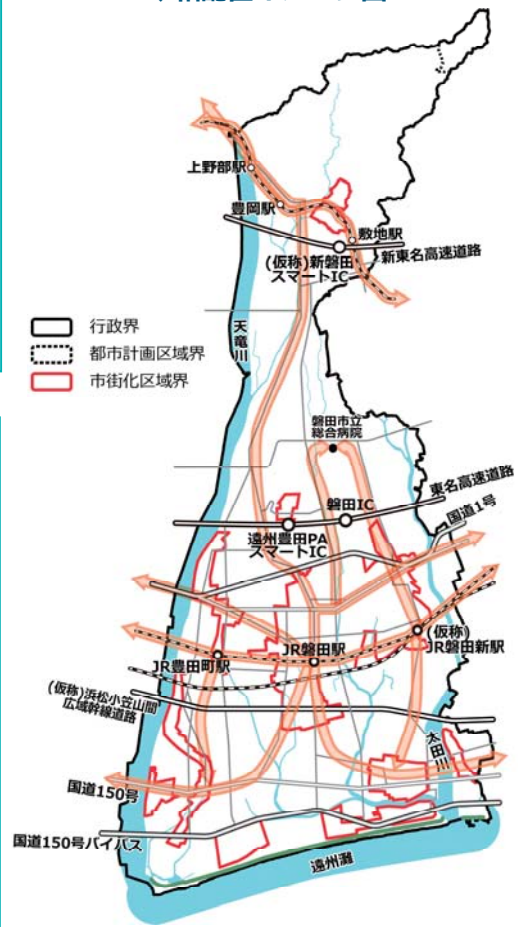 上野部駅
豊岡駅
敷地駅
(仮称)新磐田
スマートIC
新東名高速道路
行政界
都市計画区域界
市街化区域界
天竜川
磐田市立
総合病院
東名高速道路
磐田IC
国道1号
遠州豊田PA
スマートIC
(仮称)
JR磐田新駅
JR磐田駅
JR豊田町駅
(仮称)浜松小笠山間
広域幹線道路
太田川
国道150号
国道150号バイパス
遠州灘